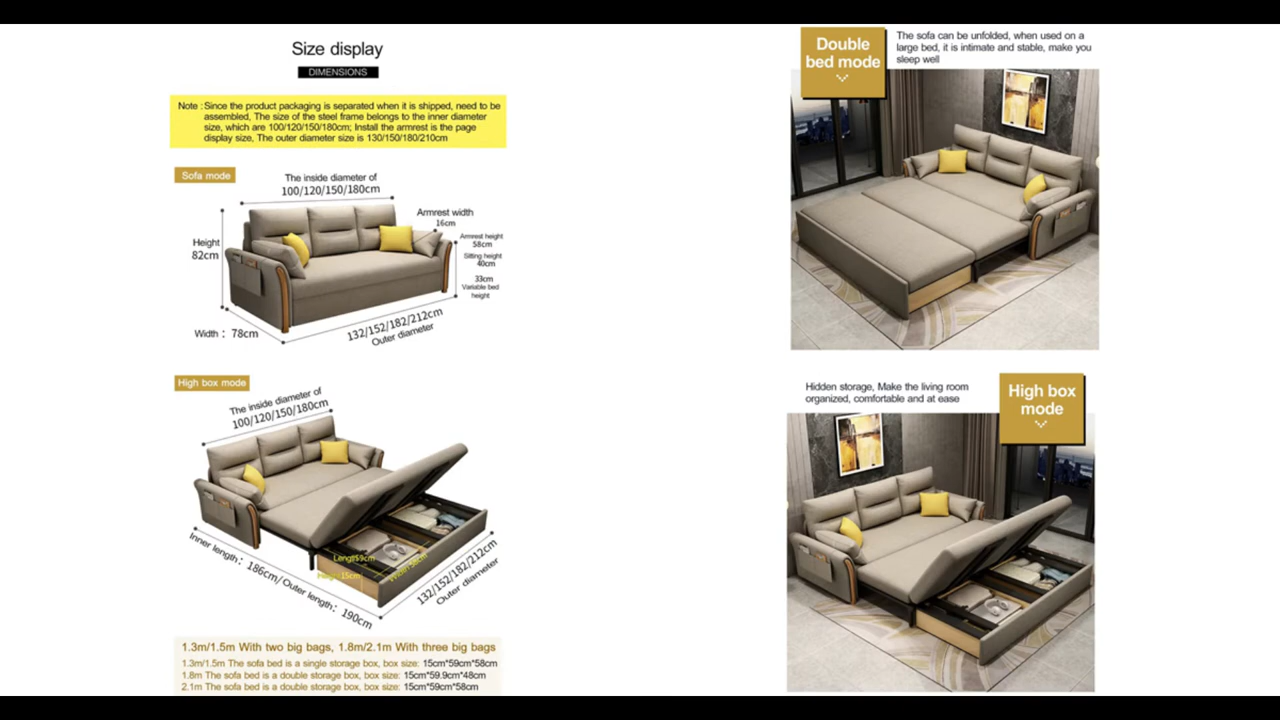 Size display
DIMENSIONS
Note : Since the product packaging is separated when it is shipped, need to be
assembled, The size of the steel frame belongs to the inner diameter
size, which are 100/120/150/180cm; Install the armrest is the page
display size, The outer diameter size is 130/150/180/210cm
Sofa mode
The inside diameter of
100/120/150/180cm
Armrest width
16cm
Height
82cm
Armrest height
58cm
Sitting height
40cm
33cm
Variable bed
height
Width : 78cm
132/152/182/212cm
Outer diameter
High box mode
The inside diameter of
100/120/150/180cm
Inner length: 186cm/Outer length: 190cm
132/152/182/212cm
Outer diameter
1.3m/1.5m With two big bags, 1.8m/2.1m With three big bags
1.3m/1.5m The sofa bed is a single storage box, box size: 15cm*59cm*58cm
1.8m The sofa bed is a double storage box, box size: 15cm*59.9cm*48cm
2.1m The sofa bed is a double storage box, box size: 15cm*59cm*58cm
Double
bed mode
The sofa can be unfolded, when used on a
large bed, it is intimate and stable, make you
sleep well
Hidden storage, Make the living room
organized, comfortable and at ease
High box
mode